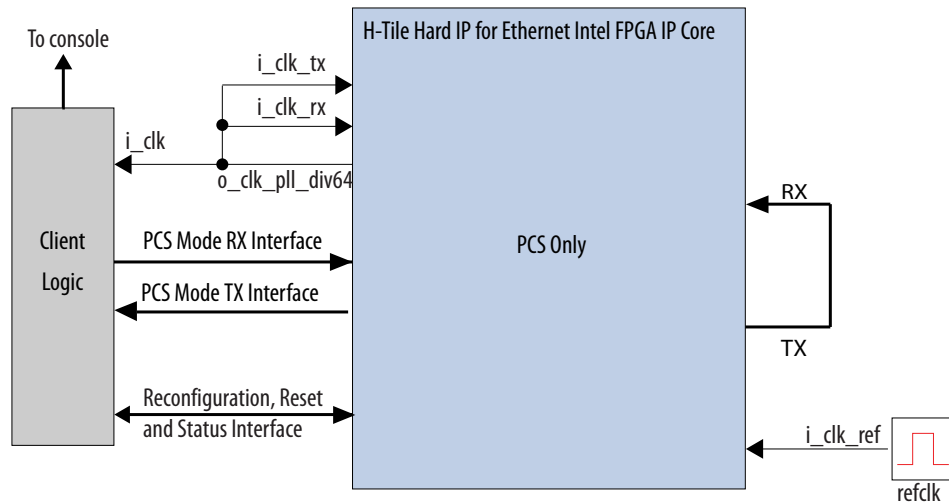 H-Tile Hard IP for Ethernet Intel FPGA IP Core
To console
i_clk_tx
i_clk_rx
i_clk
o_clk_pll_div64
RX
Client
Logic
PCS Mode RX Interface
PCS Only
PCS Mode TX Interface
TX
Reconfiguration, Reset
and Status Interface
i_clk_ref
refclk